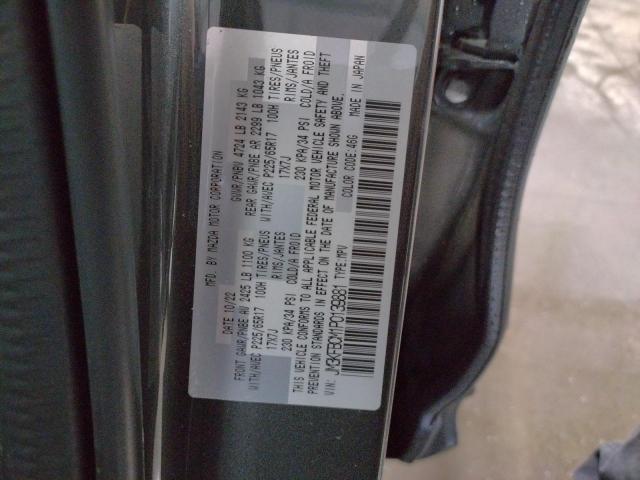 MFD. BY MAZDA MOTOR CORPORATION
DATE 10/22 GVWR/PNBV 4724 LB 2143 KG
FRONT GAWR/PNBE AV 2425 LB 1100 KG REAR GAWR/PNBE AR 2299 LB 1043 KG
WITH/AVEC P225/65R17 100H TIRES/PNEUS WITH/AVEC P225/65R17 100H TIRES/PNEUS
17X7J RIMS/JANTES 17X7J RIMS/JANTES
230 KPA/34 PSI COLD/A FROID 230 KPA/34 PSI COLD/A FROID
THIS VEHICLE CONFORMS TO ALL APPLICABLE FEDERAL MOTOR VEHICLE SAFETY AND THEFT
PREVENTION STANDARDS IN EFFECT ON THE DATE OF MANUFACTURE SHOWN ABOVE.
VIN: TYPE:MPV COLOR CODE:46G MADE IN JAPAN